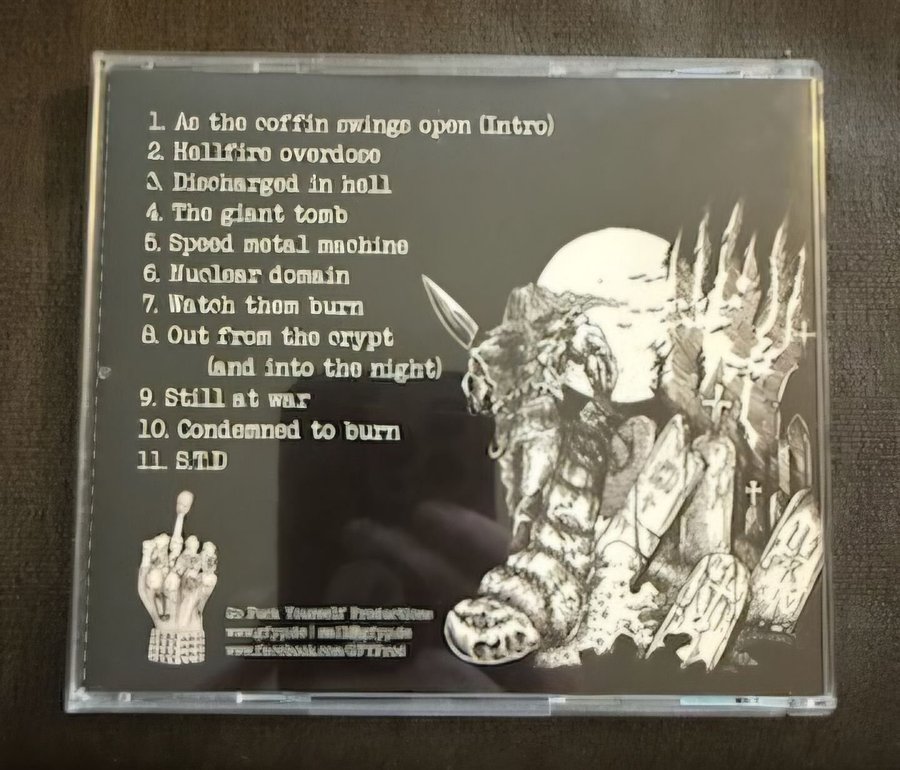 1. As the coffin swings open (Intro)
2. Hellfire overdose
3. Discharged in hell
4. The giant tomb
5. Speed metal machine
6. Nuclear domain
7. Watch them burn
8. Out from the crypt
(and into the night)
9. Still at war
10. Condemned to burn
11. S.T.D
Go Fuck Yourself Productions